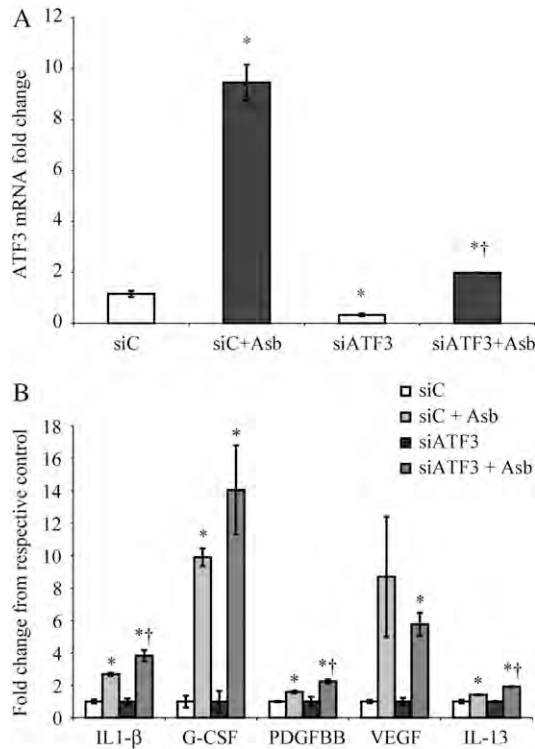 A
ATF3 mRNA fold change
12
10
8
6
4
2
0
*
*
*†
siC
siC+Asb
siATF3
siATF3+Asb
B
siC
siC + Asb
siATF3
siATF3 + Asb
Fold change from respective control
18
16
14
12
10
8
6
4
2
0
*
*†
*
*
*
*†
*
*
*†
IL1-β
G-CSF
PDGFBB
VEGF
IL-13